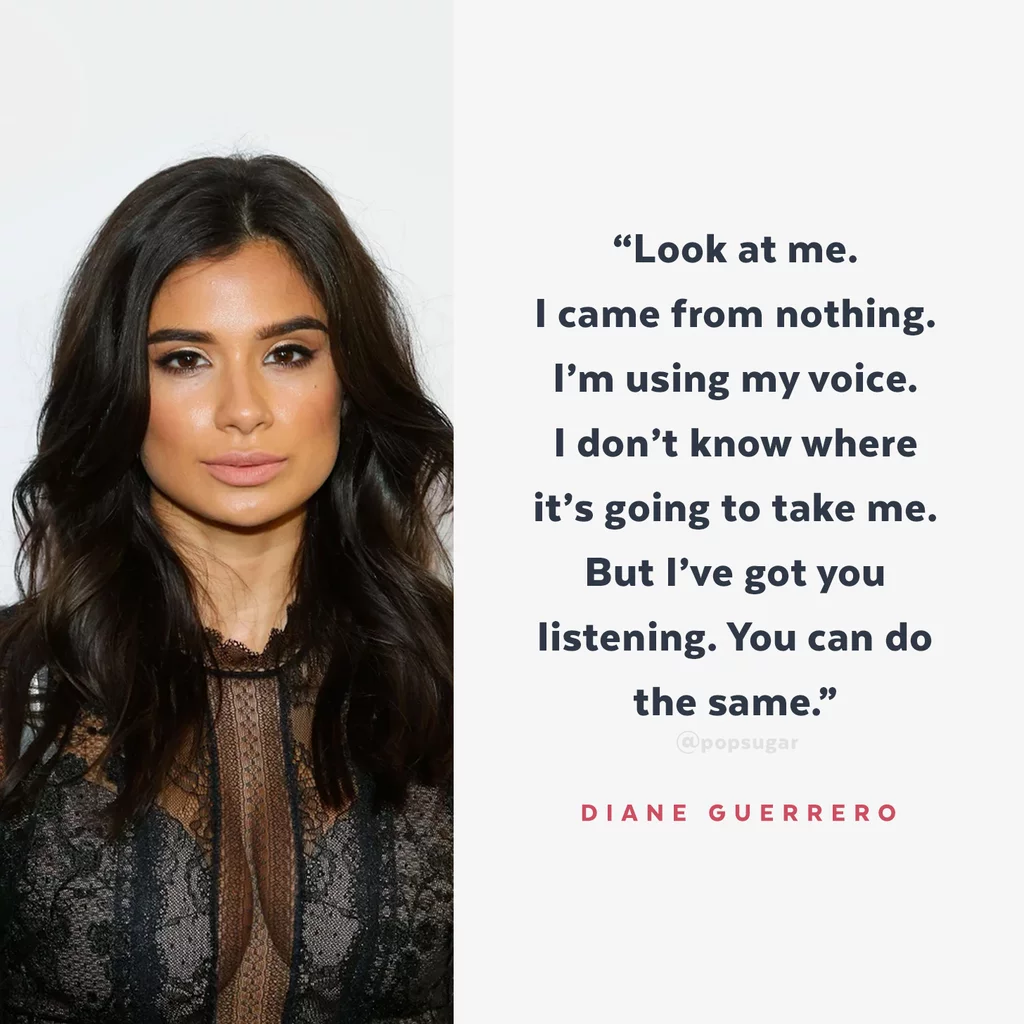 “Look at me.
I came from nothing.
I’m using my voice.
I don’t know where
it’s going to take me.
But I’ve got you
listening. You can do
the same.”
@popsugar
DIANE GUERRERO